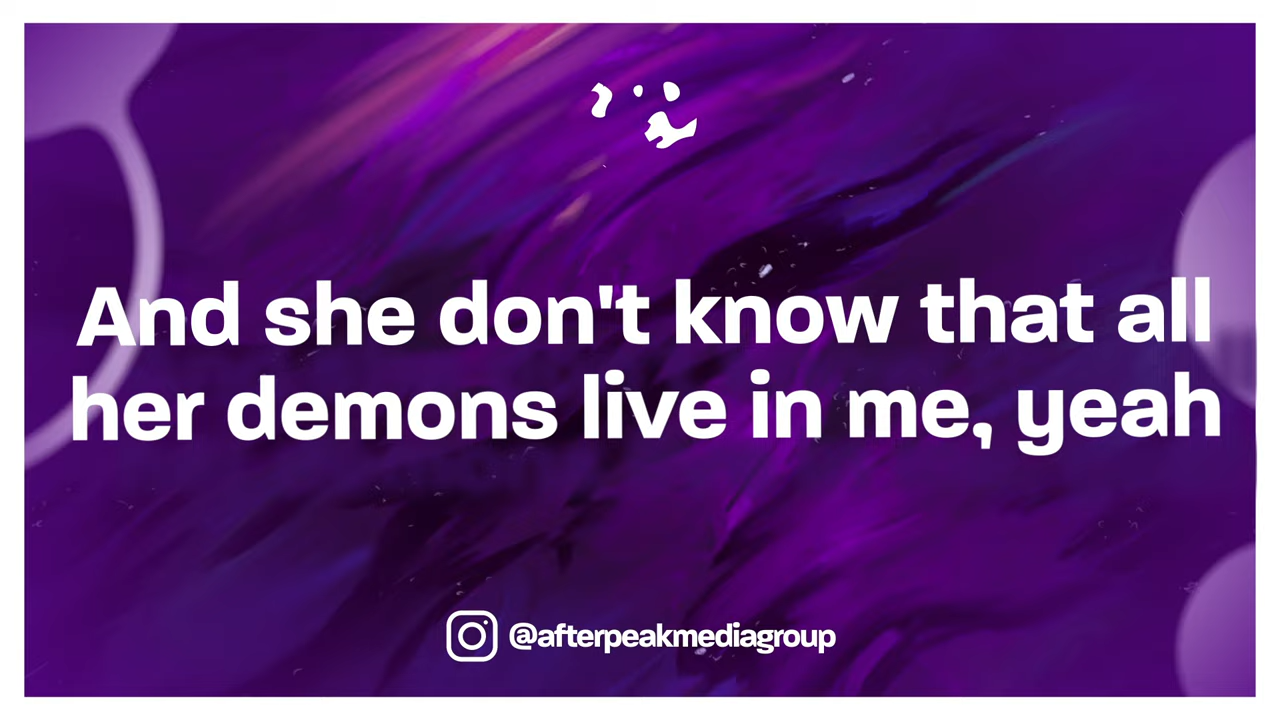 And she don't know that all
her demons live in me, yeah
@afterpeakmediagroup